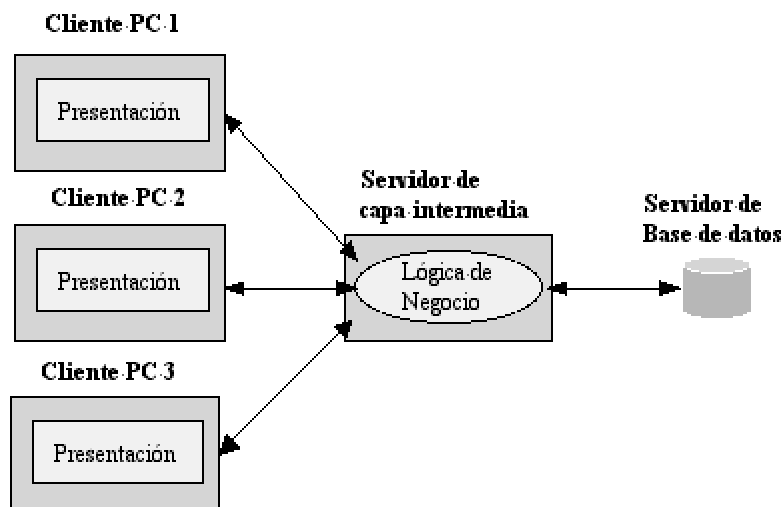 Cliente PC 1
Presentación
Cliente PC 2
Presentación
Cliente PC 3
Presentación
Servidor de
capa intermedia
Lógica de
Negocio
Servidor de
Base de datos